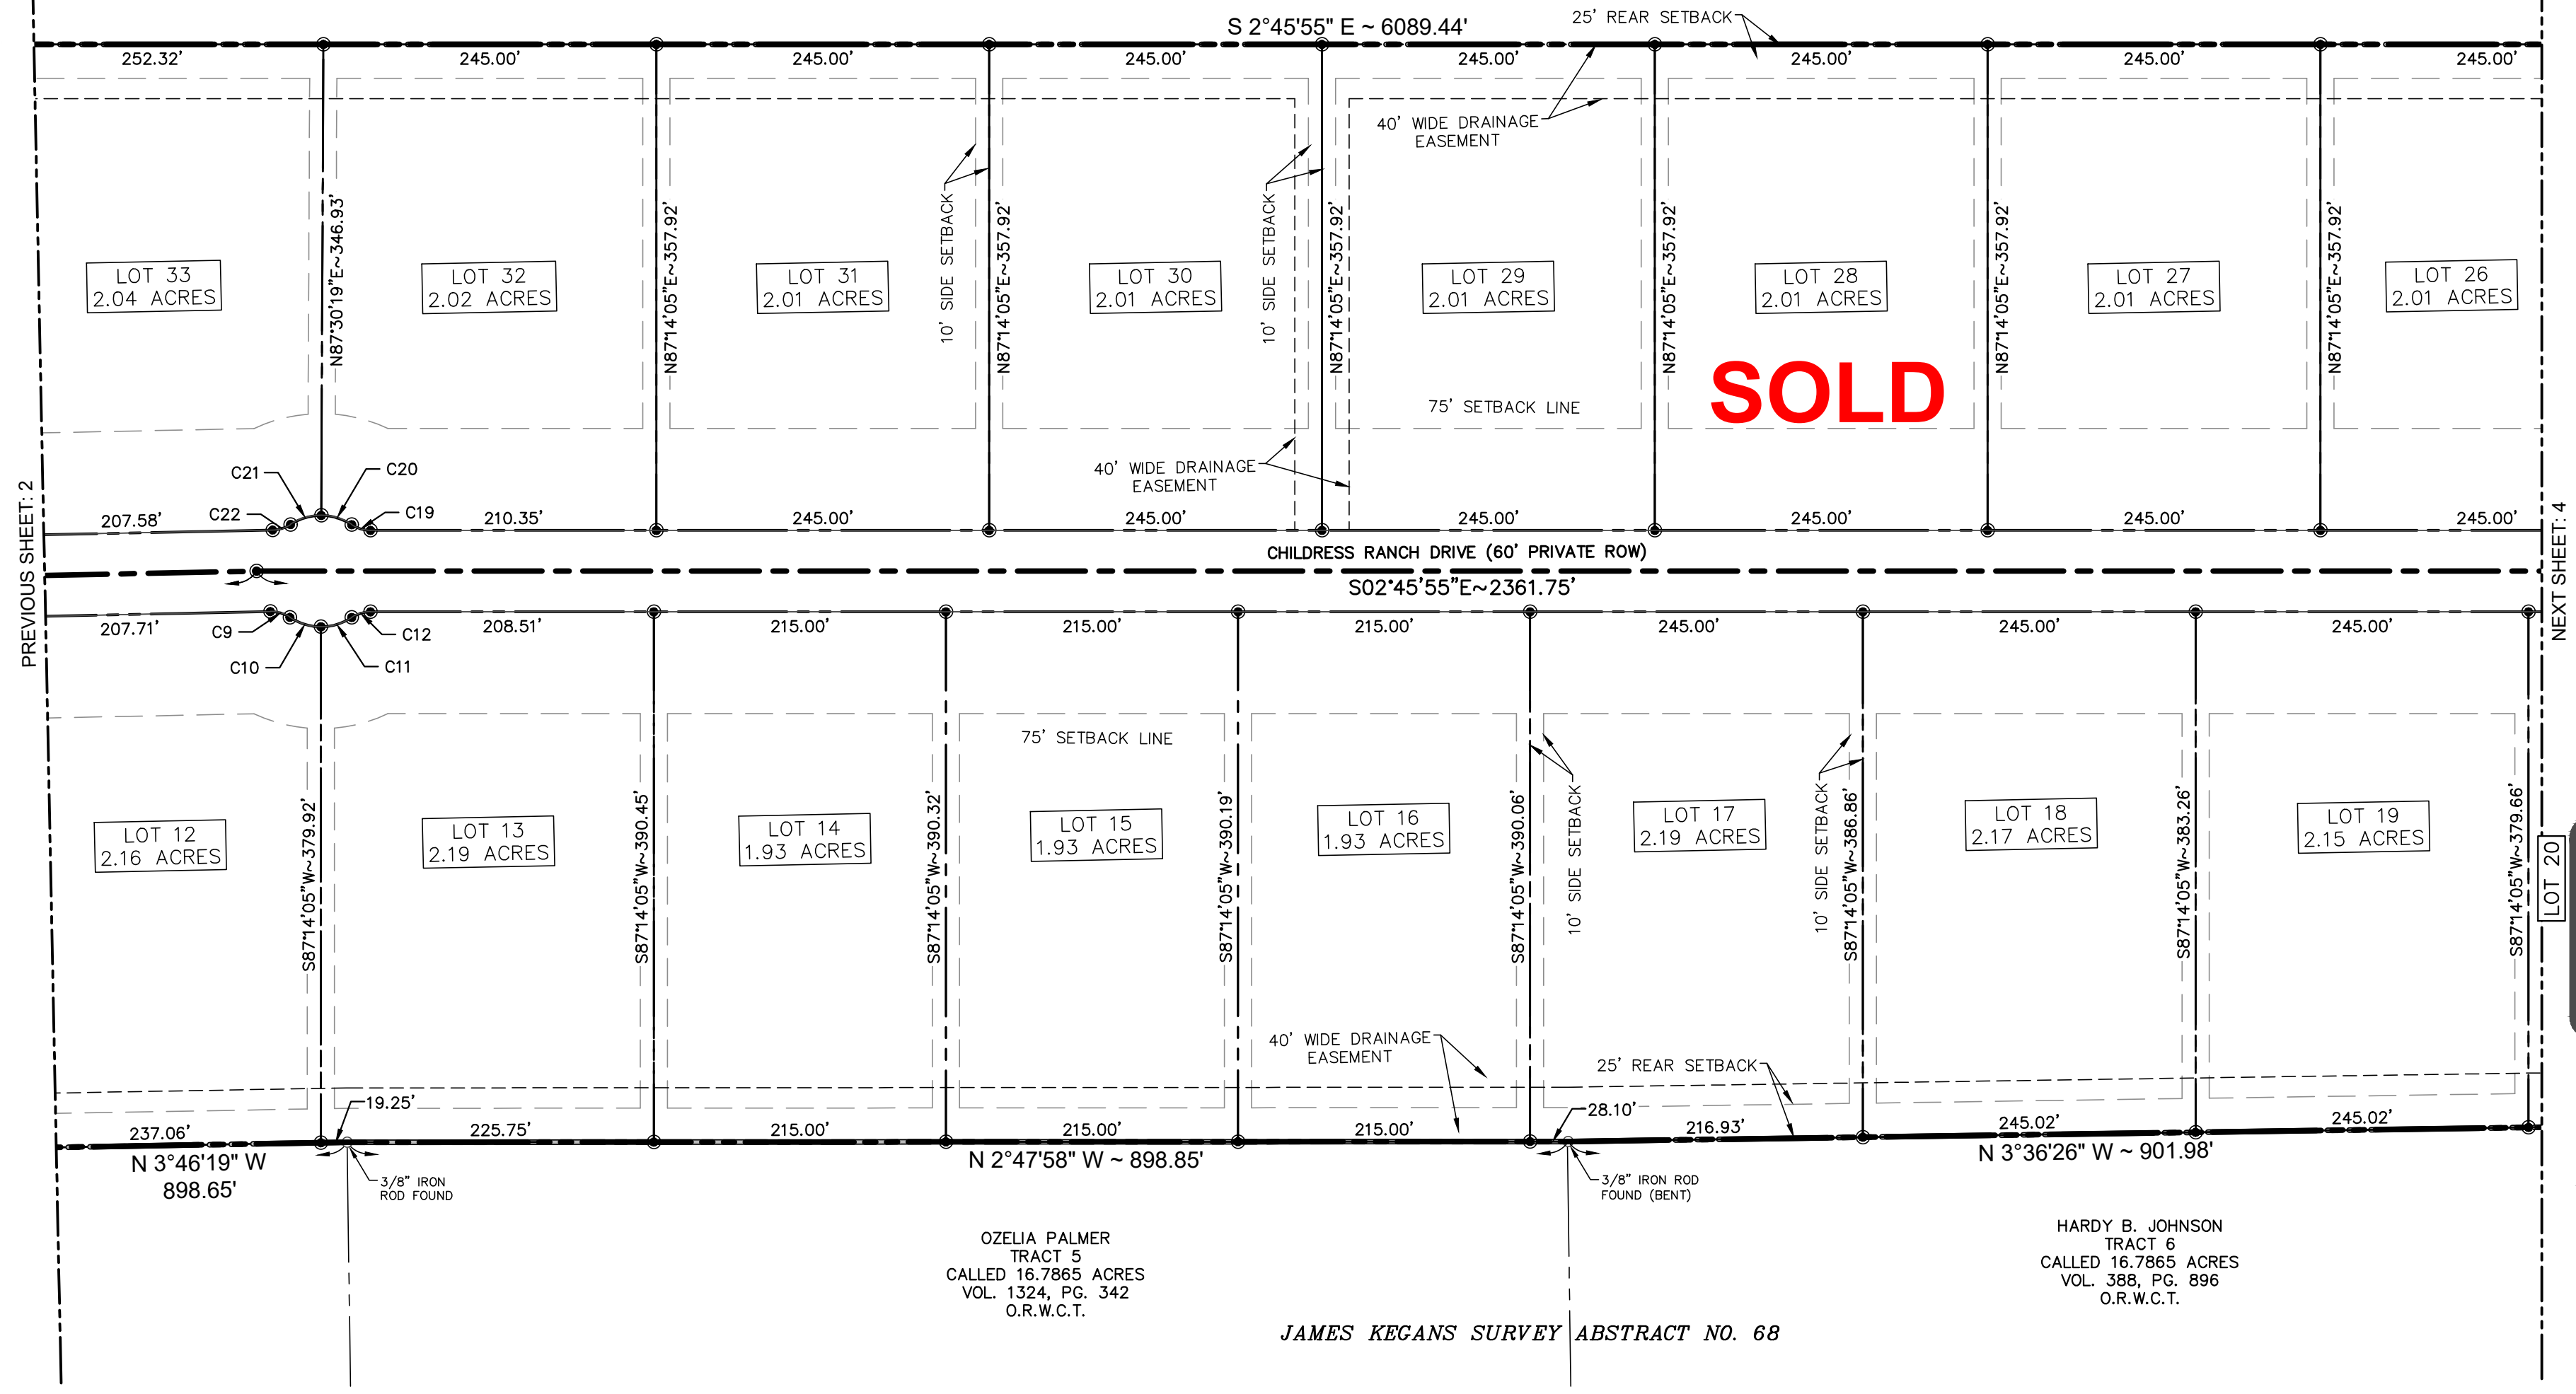 S 2°45'55" E ~ 6089.44'
25' REAR SETBACK
252.32'
245.00'
245.00'
245.00'
245.00'
245.00'
245.00'
245.00'
40' WIDE DRAINAGE
EASEMENT
N87°30'19"E~346.93'
N87°14'05"E~357.92'
10' SIDE SETBACK
N87°14'05"E~357.92'
10' SIDE SETBACK
N87°14'05"E~357.92'
N87°14'05"E~357.92'
N87°14'05"E~357.92'
N87°14'05"E~357.92'
LOT 33
2.04 ACRES
LOT 32
2.02 ACRES
LOT 31
2.01 ACRES
LOT 30
2.01 ACRES
LOT 29
2.01 ACRES
LOT 28
2.01 ACRES
LOT 27
2.01 ACRES
LOT 26
2.01 ACRES
SOLD
75' SETBACK LINE
40' WIDE DRAINAGE
EASEMENT
C21
C20
C22
C19
207.58'
210.35'
245.00'
245.00'
245.00'
245.00'
245.00'
245.00'
PREVIOUS SHEET: 2
NEXT SHEET: 4
CHILDRESS RANCH DRIVE (60' PRIVATE ROW)
S02°45'55"E~2361.75'
207.71'
C9
C12
C10
C11
208.51'
215.00'
215.00'
215.00'
245.00'
245.00'
245.00'
75' SETBACK LINE
S87°14'05"W~379.92'
S87°14'05"W~390.45'
S87°14'05"W~390.32'
S87°14'05"W~390.19'
S87°14'05"W~390.06'
10' SIDE SETBACK
10' SIDE SETBACK
S87°14'05"W~386.86'
S87°14'05"W~383.26'
S87°14'05"W~379.66'
LOT 12
2.16 ACRES
LOT 13
2.19 ACRES
LOT 14
1.93 ACRES
LOT 15
1.93 ACRES
LOT 16
1.93 ACRES
LOT 17
2.19 ACRES
LOT 18
2.17 ACRES
LOT 19
2.15 ACRES
LOT 20
40' WIDE DRAINAGE
EASEMENT
25' REAR SETBACK
19.25'
28.10'
237.06'
225.75'
215.00'
215.00'
215.00'
216.93'
245.02'
245.02'
N 3°46'19" W
898.65'
N 2°47'58" W ~ 898.85'
N 3°36'26" W ~ 901.98'
3/8" IRON
ROD FOUND
3/8" IRON ROD
FOUND (BENT)
OZELIA PALMER
TRACT 5
CALLED 16.7865 ACRES
VOL. 1324, PG. 342
O.R.W.C.T.
HARDY B. JOHNSON
TRACT 6
CALLED 16.7865 ACRES
VOL. 388, PG. 896
O.R.W.C.T.
JAMES KEGANS SURVEY ABSTRACT NO. 68